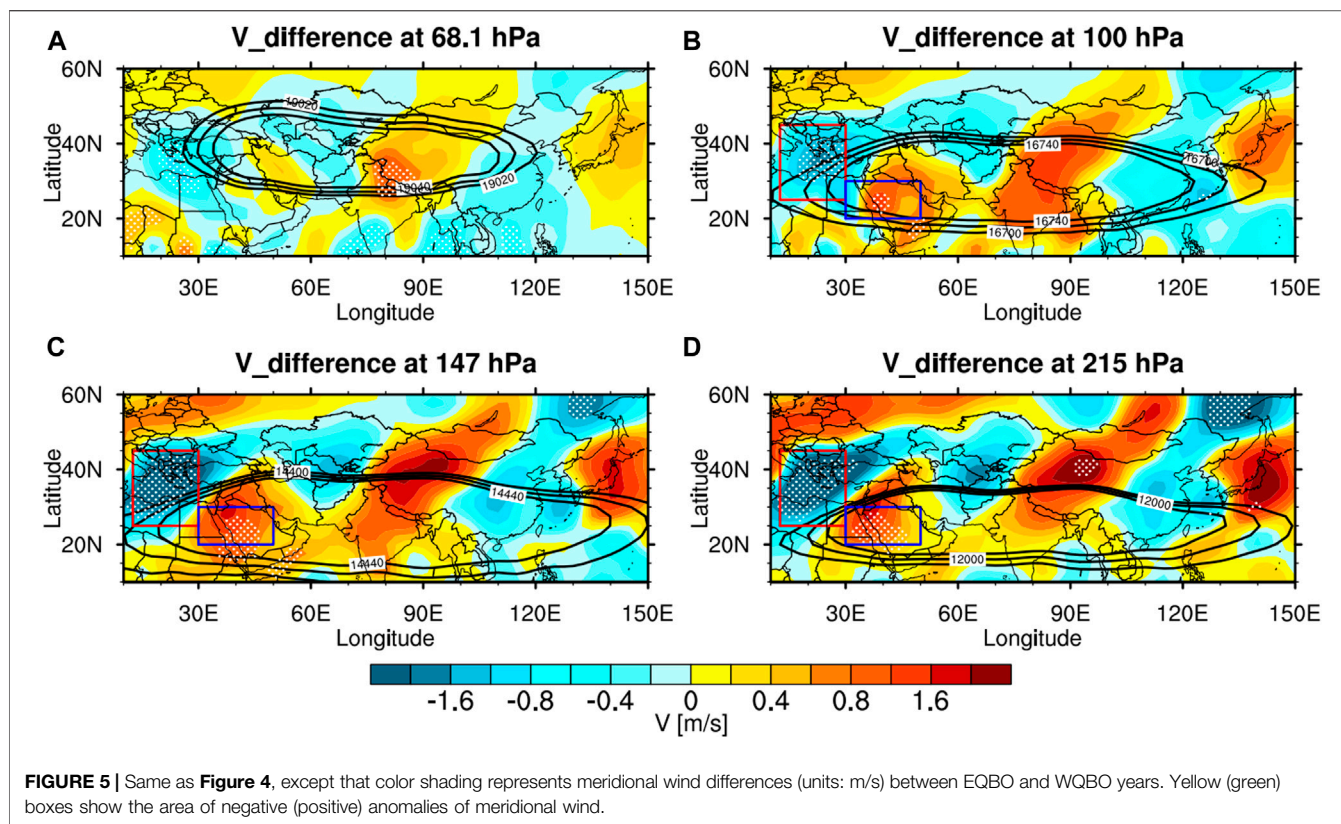 A
V_difference at 68.1 hPa
60N
40N
20N
Latitude
19020
19040
19020
30E
60E
90E
120E
150E
Longitude
B
V_difference at 100 hPa
60N
40N
20N
Latitude
16740
16700
16740
16700
30E
60E
90E
120E
150E
Longitude
C
V_difference at 147 hPa
60N
40N
20N
Latitude
14400
14440
14440
30E
60E
90E
120E
150E
Longitude
D
V_difference at 215 hPa
60N
40N
20N
Latitude
12000
12000
30E
60E
90E
120E
150E
Longitude
-1.6 -0.8 -0.4 0 0.4 0.8 1.6
V [m/s]
FIGURE 5 | Same as Figure 4, except that color shading represents meridional wind differences (units: m/s) between EQBO and WQBO years. Yellow (green)
boxes show the area of negative (positive) anomalies of meridional wind.